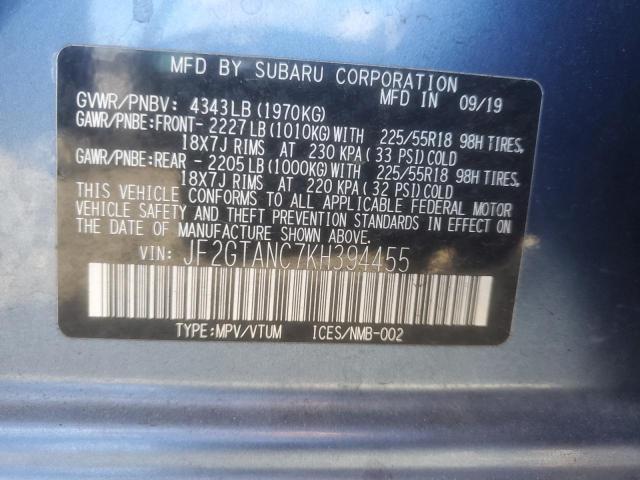 MFD BY SUBARU CORPORATION
GVWR/PNBV: 4343LB(1970KG) MFD IN 09/19
GAWR/PNBE:FRONT- 2227LB(1010KG)WITH 225/55R18 98H TIRES,
18X7J RIMS AT 230 KPA(33 PSI)COLD
GAWR/PNBE:REAR - 2205LB(1000KG)WITH 225/55R18 98H TIRES,
18X7J RIMS AT 220 KPA(32 PSI)COLD
THIS VEHICLE CONFORMS TO ALL APPLICABLE FEDERAL MOTOR
VEHICLE SAFETY AND THEFT PREVENTION STANDARDS IN EFFECT ON
THE DATE OF MANUFACTURE SHOWN ABOVE.
VIN: JF2GTANC7KH394455
TYPE:MPV/VTUM ICES/NMB-002